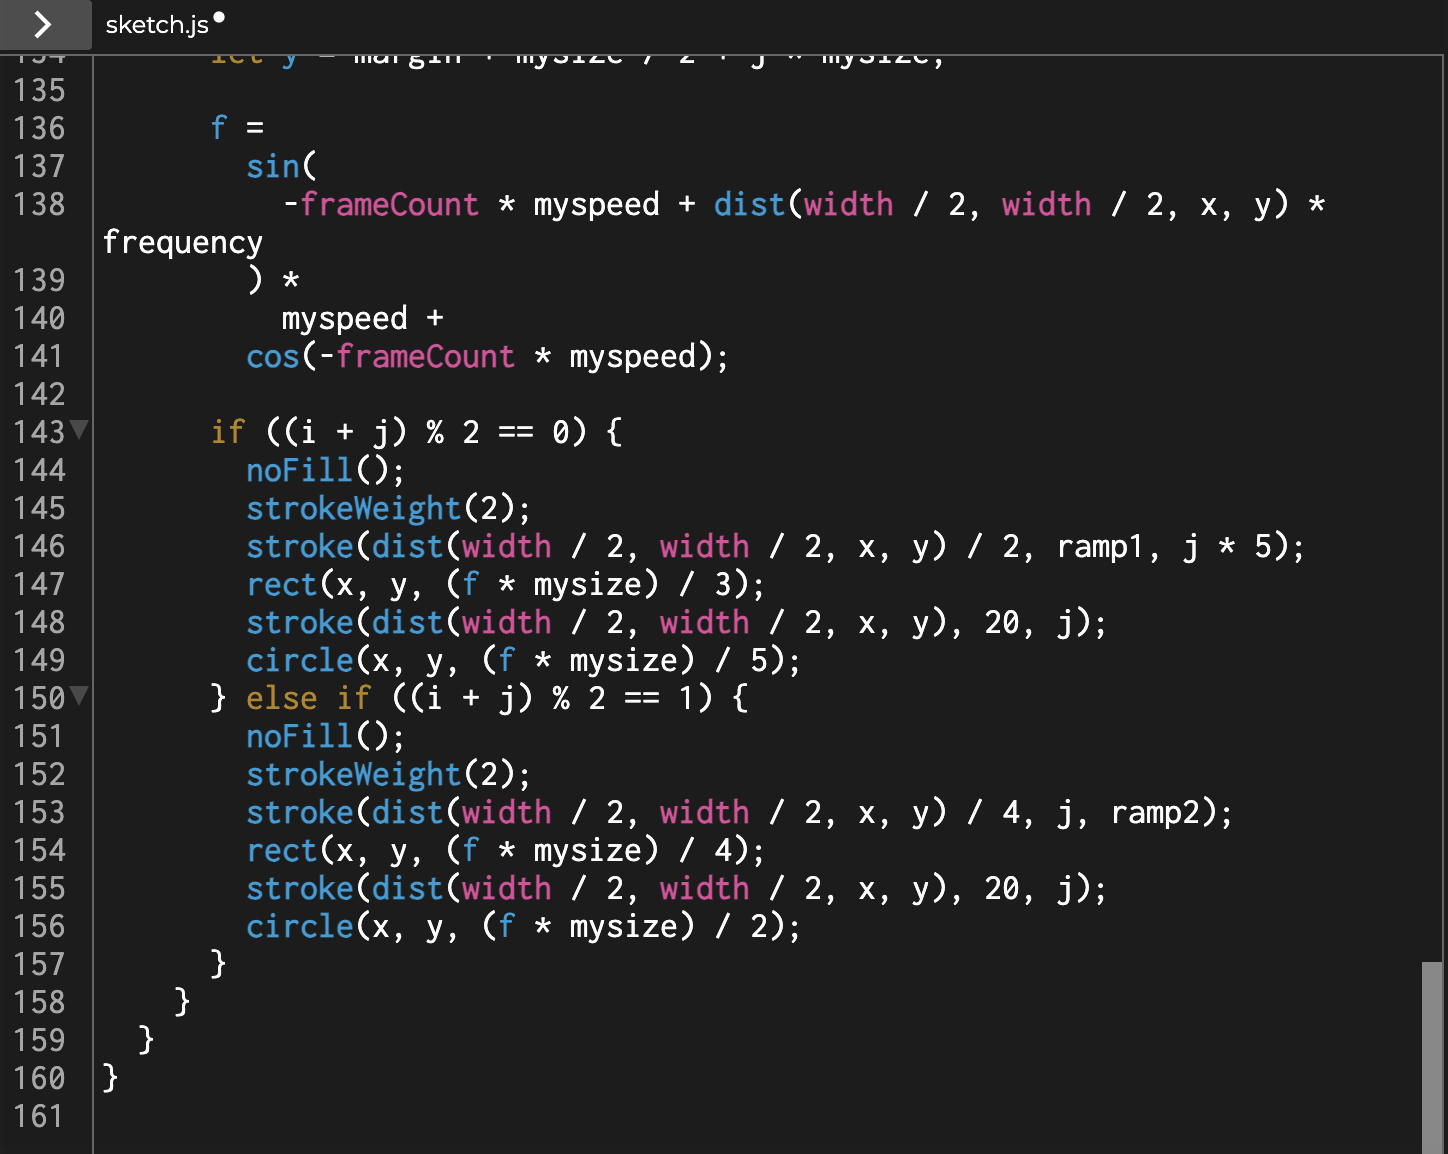 sketch.js
134 let y = margin + mysize / 2 + j * mysize;
135
136 f =
137 sin(
138 -frameCount * myspeed + dist(width / 2, width / 2, x, y) *
frequency
139 ) *
140 myspeed +
141 cos(-frameCount * myspeed);
142
143 if ((i + j) % 2 == 0) {
144 noFill();
145 strokeWeight(2);
146 stroke(dist(width / 2, width / 2, x, y) / 2, ramp1, j * 5);
147 rect(x, y, (f * mysize) / 3);
148 stroke(dist(width / 2, width / 2, x, y), 20, j);
149 circle(x, y, (f * mysize) / 5);
150 } else if ((i + j) % 2 == 1) {
151 noFill();
152 strokeWeight(2);
153 stroke(dist(width / 2, width / 2, x, y) / 4, j, ramp2);
154 rect(x, y, (f * mysize) / 4);
155 stroke(dist(width / 2, width / 2, x, y), 20, j);
156 circle(x, y, (f * mysize) / 2);
157 }
158 }
159 }
160 }
161